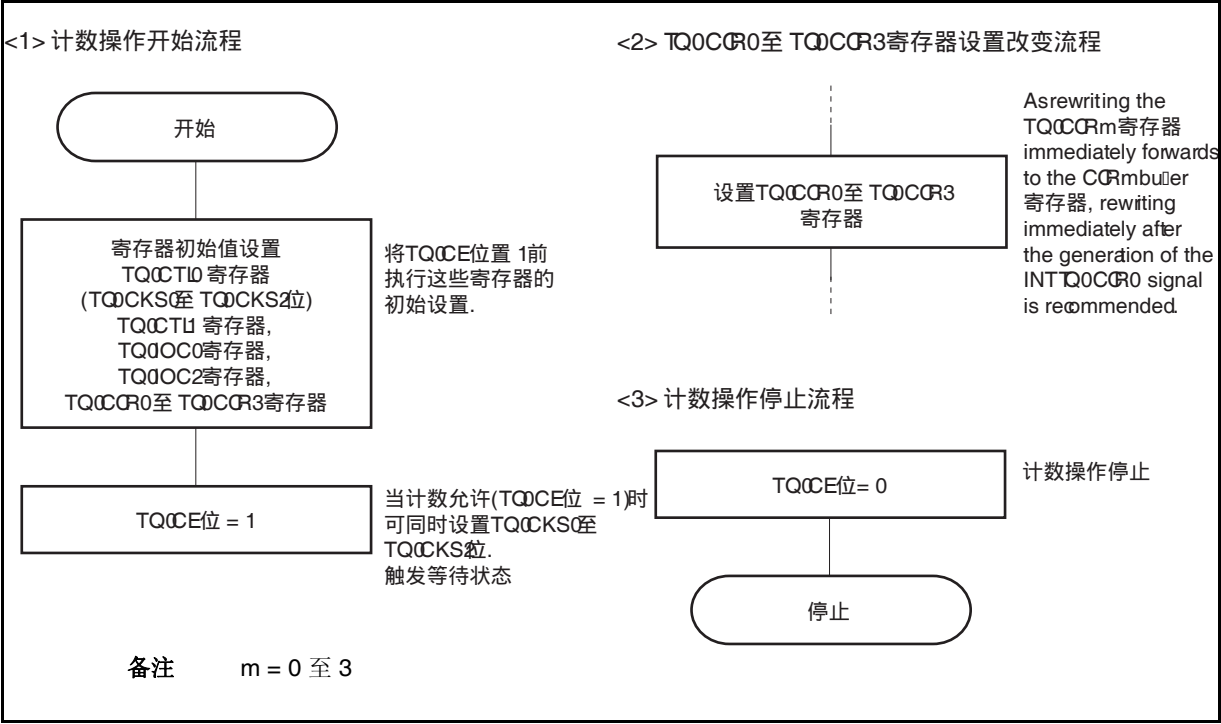 <1> 计数操作开始流程
开始
寄存器初始值设置
TQ0CTL0 寄存器
(TQ0CKS0至 TQ0CKS2位)
TQ0CTL1 寄存器,
TQ0IOC0寄存器,
TQ0IOC2寄存器,
TQ0CCR0至 TQ0CCR3寄存器
将TQ0CE位置 1前
执行这些寄存器的
初始设置.
TQ0CE位 = 1
当计数允许(TQ0CE位 = 1)时
可同时设置TQ0CKS0至
TQ0CKS2位.
触发等待状态
备注 m = 0 至 3
<2> TQ0CCR0至 TQ0CCR3寄存器设置改变流程
设置TQ0CCR0至 TQ0CCR3
寄存器
As rewriting the
TQ0CCRm寄存器
immediately forwards
to the CCRm
寄存器, rewriting
immediately after
the generation of the
INTTQ0CCR0 signal
is recommended.
<3> 计数操作停止流程
TQ0CE位= 0
计数操作停止
停止